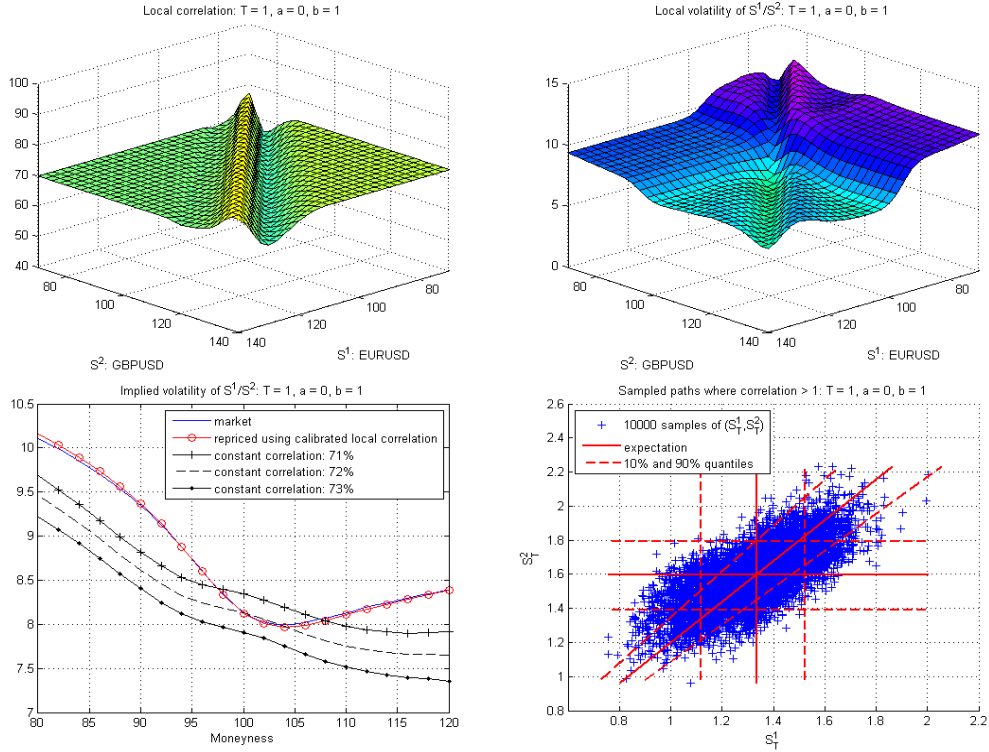 Local correlation: T = 1, a = 0, b = 1
100
90
80
70
60
50
40
80
100
120
140
140
120
100
80
S²: GBPUSD
S¹: EURUSD
Local volatility of S¹/S²: T = 1, a = 0, b = 1
15
10
5
0
80
100
120
140
140
120
100
80
S²: GBPUSD
S¹: EURUSD
Implied volatility of S¹/S²: T = 1, a = 0, b = 1
10.5
10
9.5
9
8.5
8
7.5
7
80 85 90 95 100 105 110 115 120
Moneyness
market
repriced using calibrated local correlation
constant correlation: 71%
constant correlation: 72%
constant correlation: 73%
Sampled paths where correlation > 1: T = 1, a = 0, b = 1
2.6
2.4
2.2
2
1.8
1.6
1.4
1.2
1
0.8
0.8 1 1.2 1.4 1.6 1.8 2 2.2
S¹_T
S²_T
10000 samples of (S¹_T,S²_T)
expectation
10% and 90% quantiles